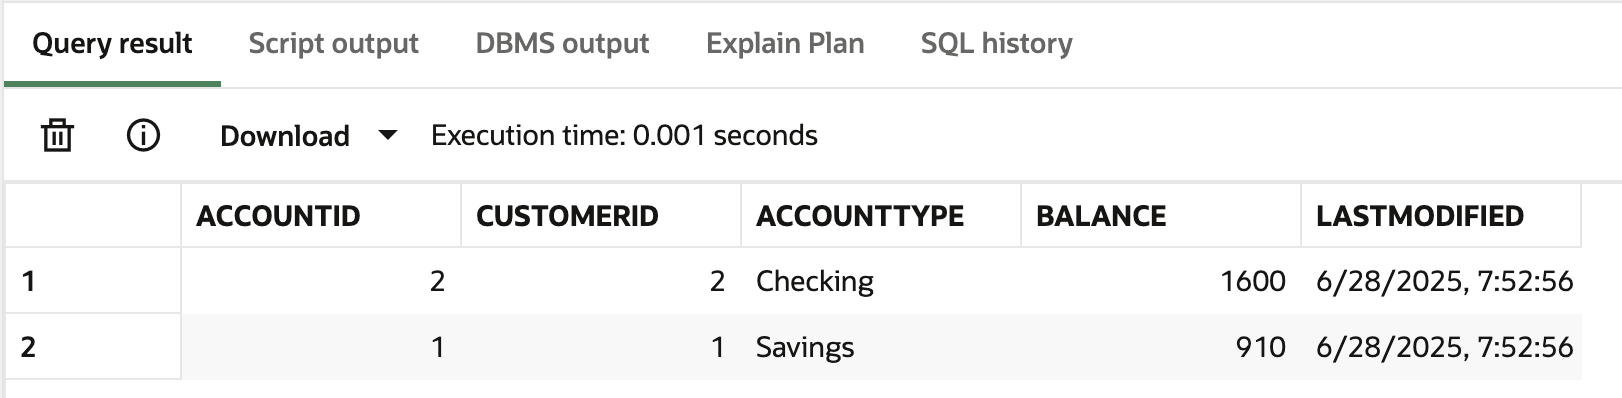 Query result Script output DBMS output Explain Plan SQL history
Download Execution time: 0.001 seconds
ACCOUNTID CUSTOMERID ACCOUNTTYPE BALANCE LASTMODIFIED
1 2 2 Checking 1600 6/28/2025, 7:52:56
2 1 1 Savings 910 6/28/2025, 7:52:56